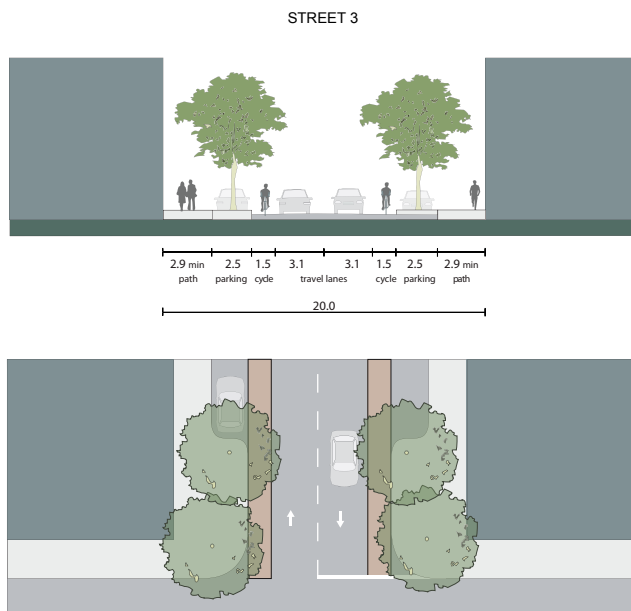 STREET 3
2.9 min 2.5 1.5 3.1 3.1 1.5 2.5 2.9 min
path parking cycle travel lanes cycle parking path
20.0